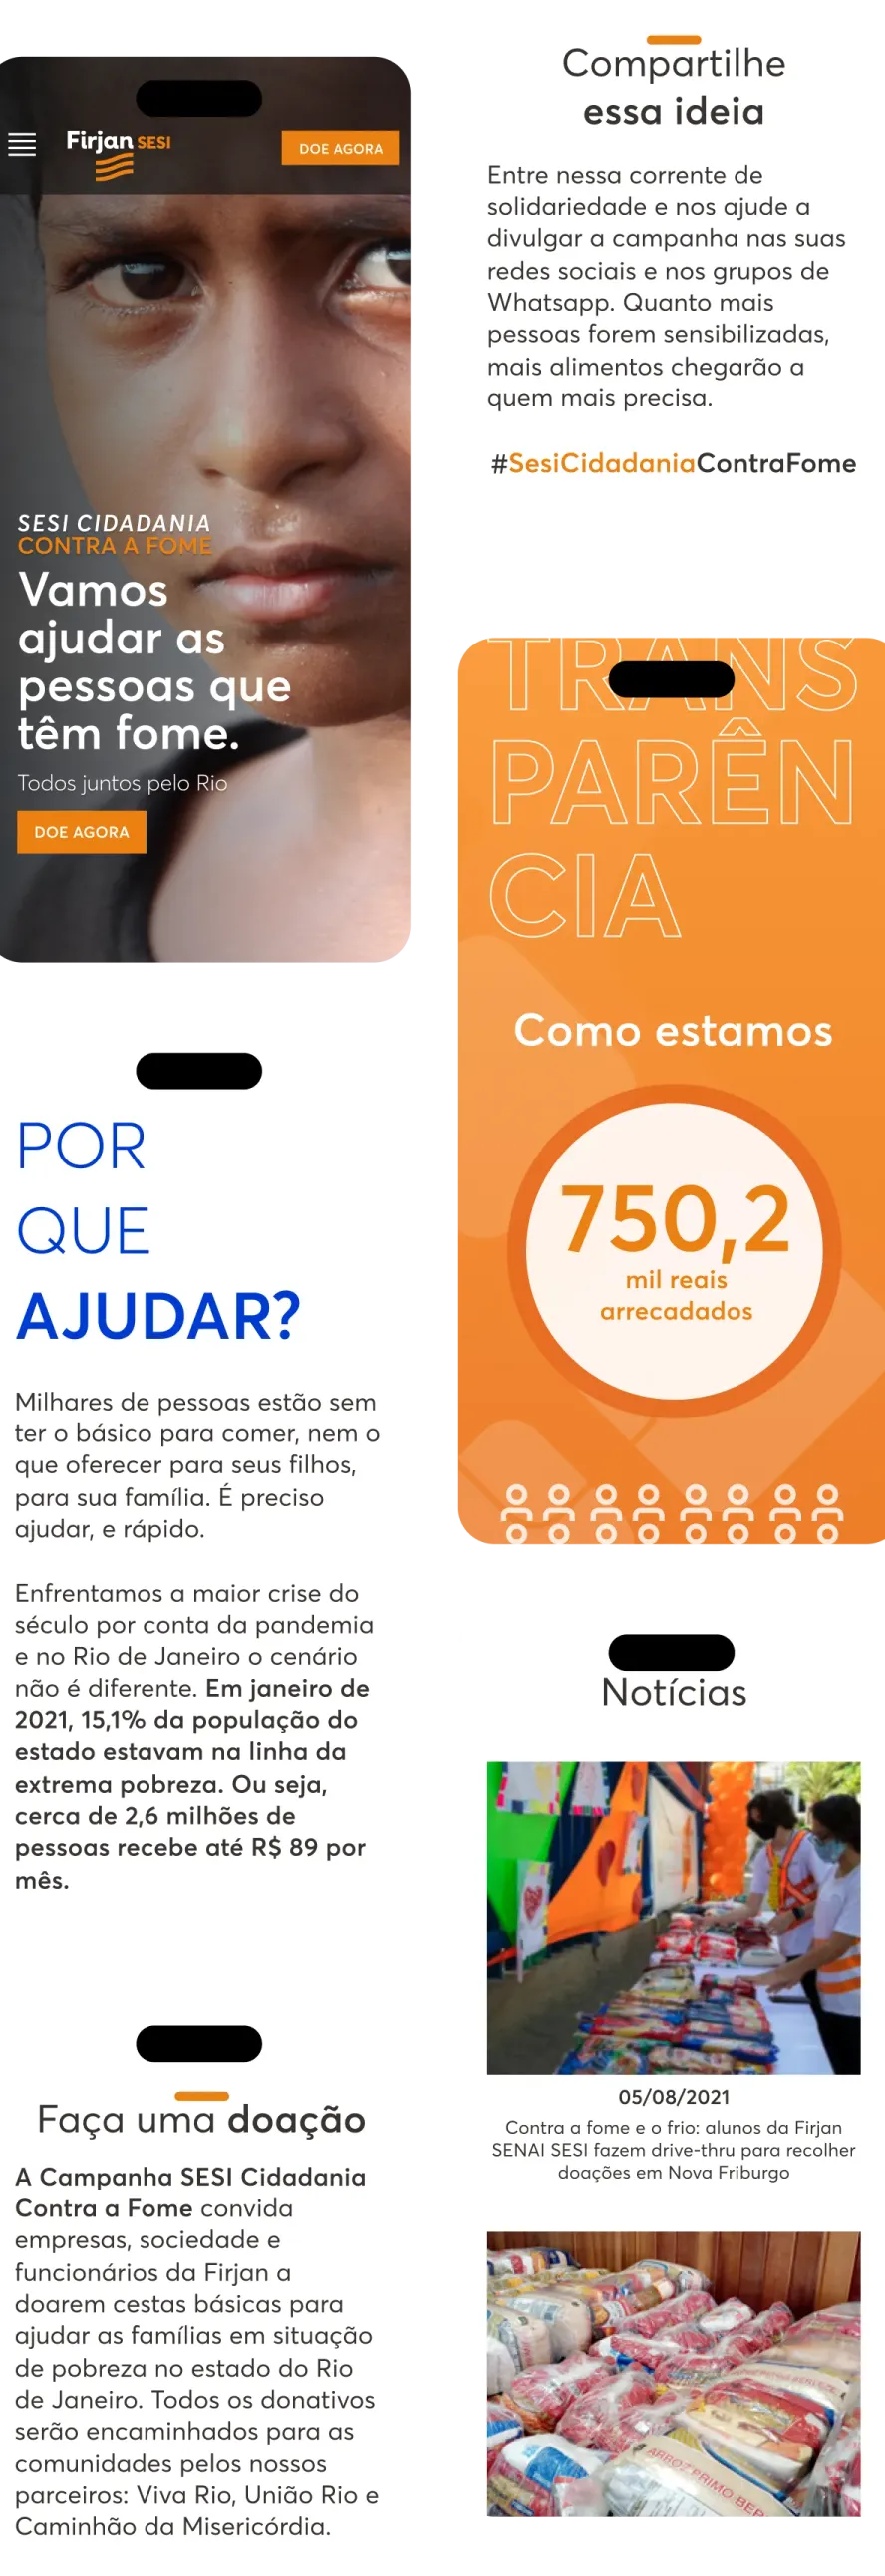 Firjan SESI
DOE AGORA
SESI CIDADANIA
CONTRA A FOME
Vamos
ajudar as
pessoas que
têm fome.
Todos juntos pelo Rio
DOE AGORA
POR
QUE
AJUDAR?
Milhares de pessoas estão sem
ter o básico para comer, nem o
que oferecer para seus filhos,
para sua família. É preciso
ajudar, e rápido.
Enfrentamos a maior crise do
século por conta da pandemia
e no Rio de Janeiro o cenário
não é diferente. Em janeiro de
2021, 15,1% da população do
estado estavam na linha da
extrema pobreza. Ou seja,
cerca de 2,6 milhões de
pessoas recebe até R$ 89 por
mês.
Faça uma doação
A Campanha SESI Cidadania
Contra a Fome convida
empresas, sociedade e
funcionários da Firjan a
doarem cestas básicas para
ajudar as famílias em situação
de pobreza no estado do Rio
de Janeiro. Todos os donativos
serão encaminhados para as
comunidades pelos nossos
parceiros: Viva Rio, União Rio e
Caminhão da Misericórdia.
Compartilhe
essa ideia
Entre nessa corrente de
solidariedade e nos ajude a
divulgar a campanha nas suas
redes sociais e nos grupos de
Whatsapp. Quanto mais
pessoas forem sensibilizadas,
mais alimentos chegarão a
quem mais precisa.
#SesiCidadaniaContraFome
TRANS
PARÊN
CIA
Como estamos
750,2
mil reais
arrecadados
Notícias
05/08/2021
Contra a fome e o frio: alunos da Firjan
SENAI SESI fazem drive-thru para recolher
doações em Nova Friburgo
ARROZ PRIMO BER